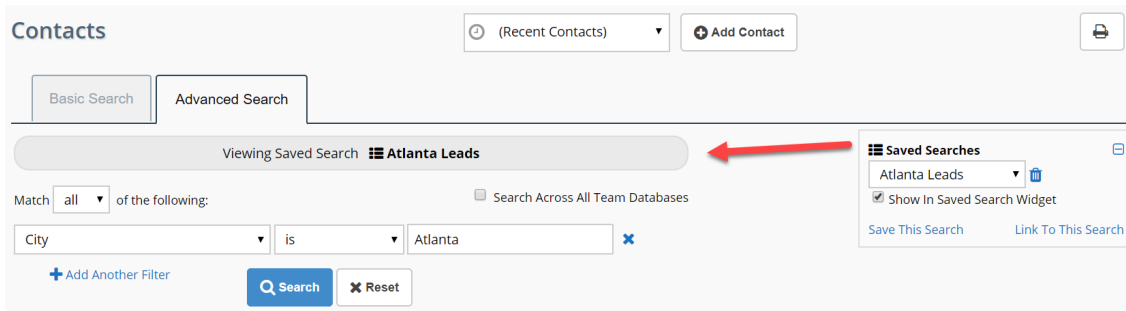 Contacts
(Recent Contacts)
Add Contact
Basic Search
Advanced Search
Viewing Saved Search Atlanta Leads
Match all of the following:
Search Across All Team Databases
City
is
Atlanta
Add Another Filter
Search
Reset
Saved Searches
Atlanta Leads
Show In Saved Search Widget
Save This Search
Link To This Search